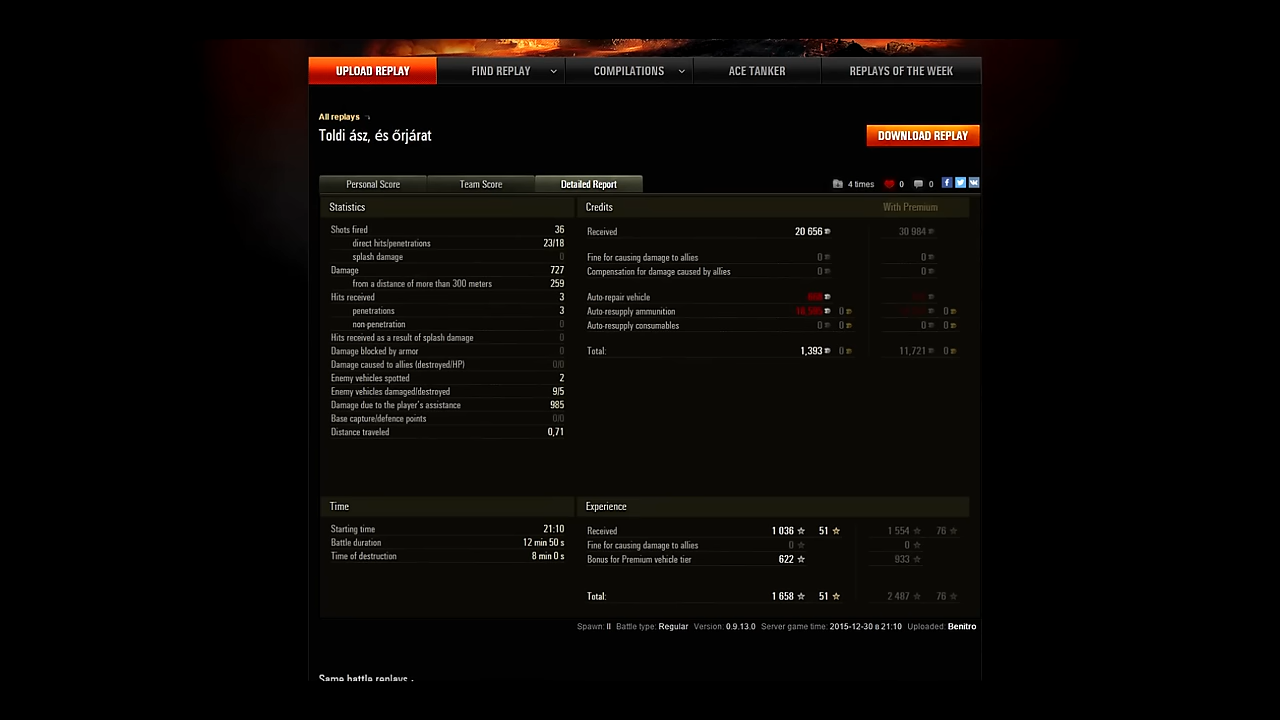 UPLOAD REPLAY FIND REPLAY COMPILATIONS ACE TANKER REPLAYS OF THE WEEK
All replays
Toldi ász, és őrjárat
DOWNLOAD REPLAY
Personal Score Team Score Detailed Report
4 times 0 0
Statistics
Shots fired 36
direct hits/penetrations 23/18
splash damage 0
Damage 727
from a distance of more than 300 meters 259
Hits received 3
penetrations 3
non-penetration 0
Hits received as a result of splash damage 0
Damage blocked by armor 0
Damage caused to allies (destroyed/HP) 0/0
Enemy vehicles spotted 2
Enemy vehicles damaged/destroyed 9/5
Damage due to the player's assistance 985
Base capture/defence points 0/0
Distance traveled 0,71
Credits With Premium
Received 20 656 30 984
Fine for causing damage to allies 0 0
Compensation for damage caused by allies 0 0
Auto-repair vehicle
Auto-resupply ammunition 0 0
Auto-resupply consumables 0 0 0 0
Total: 1,393 0 11,721 0
Time
Starting time 21:10
Battle duration 12 min 50 s
Time of destruction 8 min 0 s
Experience
Received 1 036 51 1 554 76
Fine for causing damage to allies 0 0
Bonus for Premium vehicle tier 622 933
Total: 1 658 51 2 487 76
Spawn: II Battle type: Regular Version: 0.9.13.0 Server game time: 2015-12-30 в 21:10 Uploaded: Benitro
Same battle replays